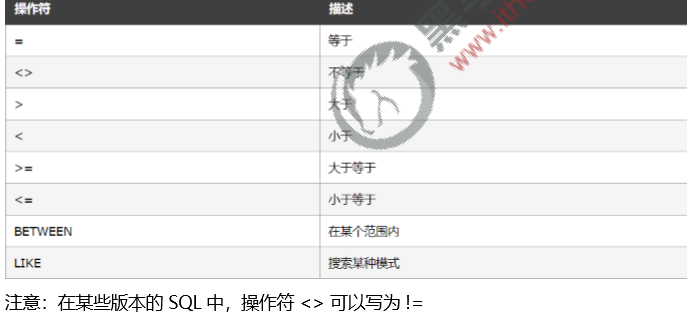 操作符 描述
= 等于
<> 不等于
> 大于
< 小于
>= 大于等于
<= 小于等于
BETWEEN 在某个范围内
LIKE 搜索某种模式
注意：在某些版本的 SQL 中，操作符 <> 可以写为 !=